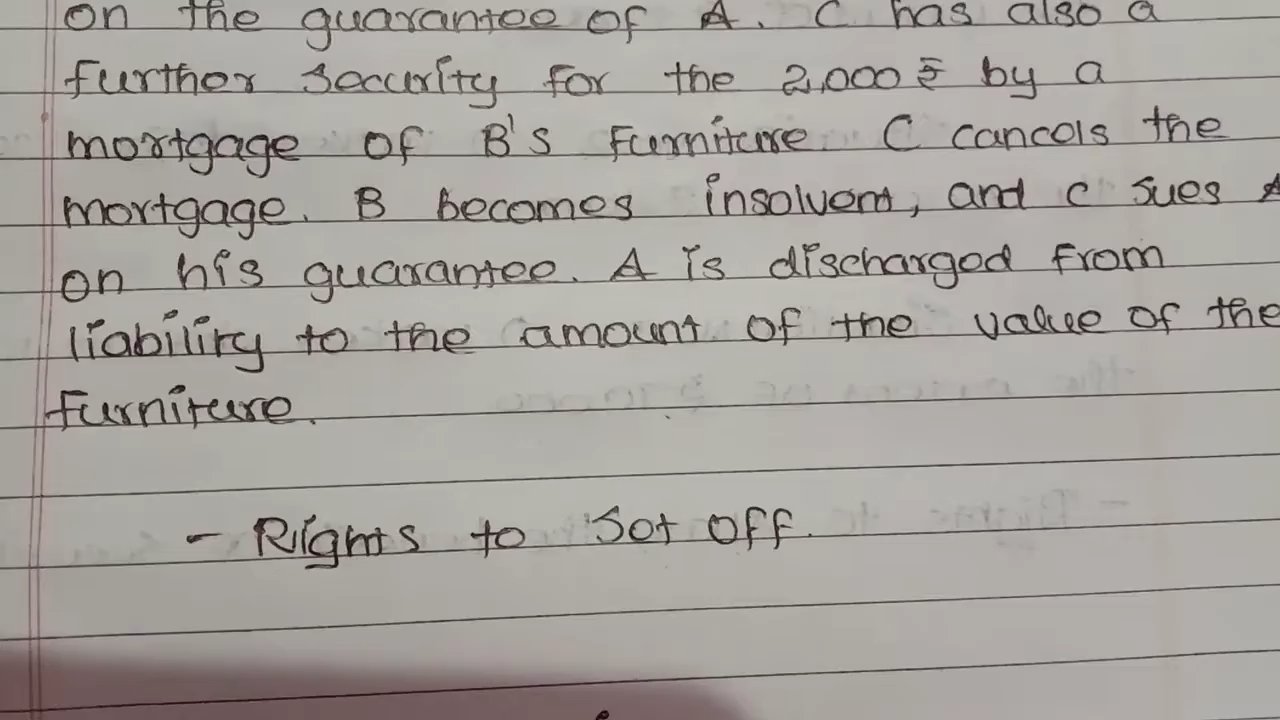 on the guarantee of A. C has also a
further security for the 2,000 ₹ by a
mortgage of B's furniture. C cancels the
mortgage. B becomes insolvent, and C sues A
on his guarantee. A is discharged from
liability to the amount of the value of the
furniture.
- Rights to Set off.